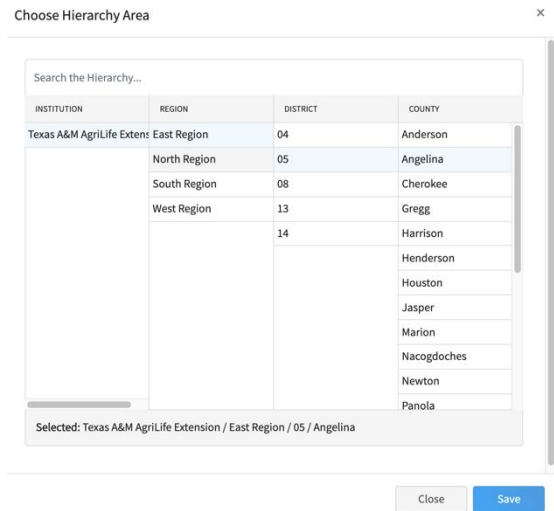 Choose Hierarchy Area ×
Search the Hierarchy...
INSTITUTION REGION DISTRICT COUNTY
Texas A&M AgriLife Extens East Region 04 Anderson
North Region 05 Angelina
South Region 08 Cherokee
West Region 13 Gregg
14 Harrison
Henderson
Houston
Jasper
Marion
Nacogdoches
Newton
Panola
Selected: Texas A&M AgriLife Extension / East Region / 05 / Angelina
Close Save